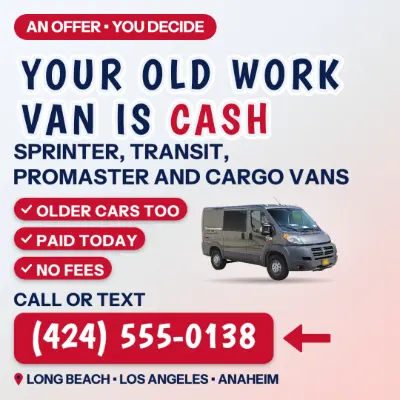 AN OFFER • YOU DECIDE
YOUR OLD WORK
VAN IS CASH
SPRINTER, TRANSIT,
PROMASTER AND CARGO VANS
OLDER CARS TOO
PAID TODAY
NO FEES
CALL OR TEXT
(424) 555-0138
LONG BEACH • LOS ANGELES • ANAHEIM